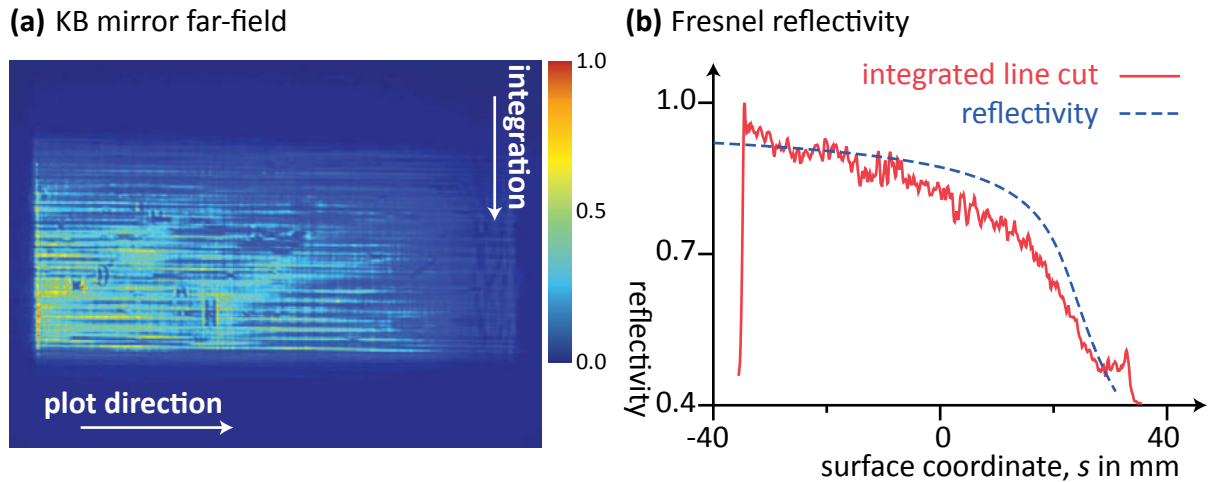 (a) KB mirror far-field
integration
1.0
0.5
0.0
plot direction
(b) Fresnel reflectivity
integrated line cut
reflectivity
1.0
0.7
0.4
reflectivity
-40
0
40
surface coordinate, s in mm